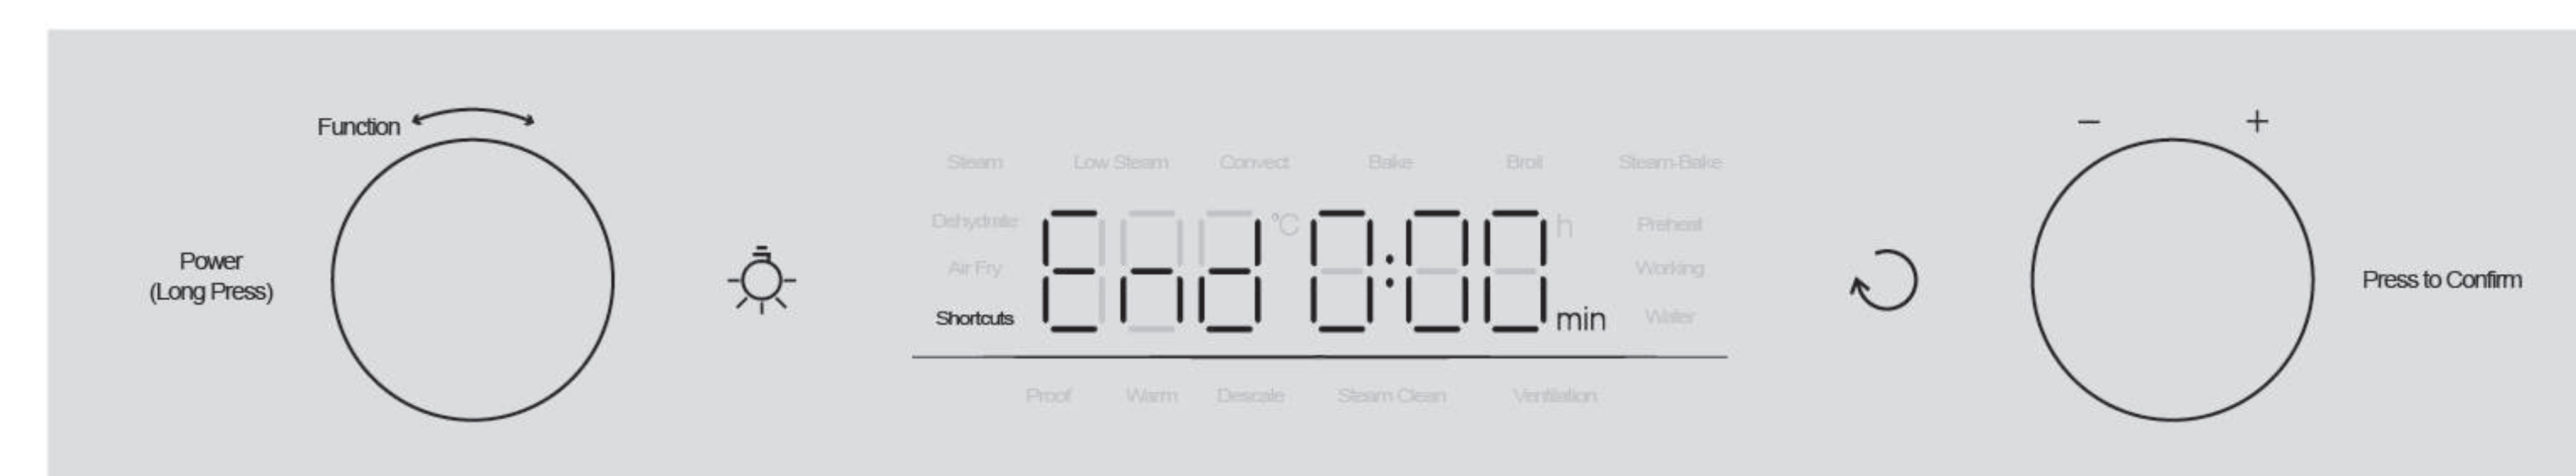 Function
- +
Steam Low Steam Convect Bake Broil Steam-Bake
Dehydrate °C h Preheat
Power
(Long Press)
Air Fry End 0:00 Working
Press to Confirm
Shortcuts min Water
Proof Warm Descale Steam Clean Ventilation